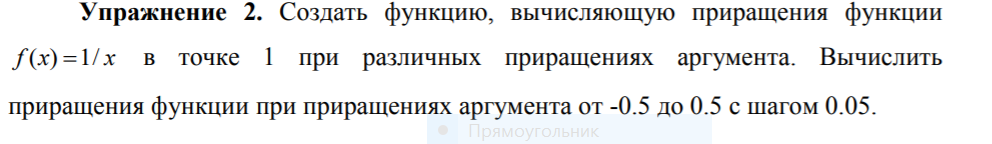 Упражнение 2. Создать функцию, вычисляющую приращения функции
f(x)=1/x в точке 1 при различных приращениях аргумента. Вычислить
приращения функции при приращениях аргумента от -0.5 до 0.5 с шагом 0.05.
Прямоугольник